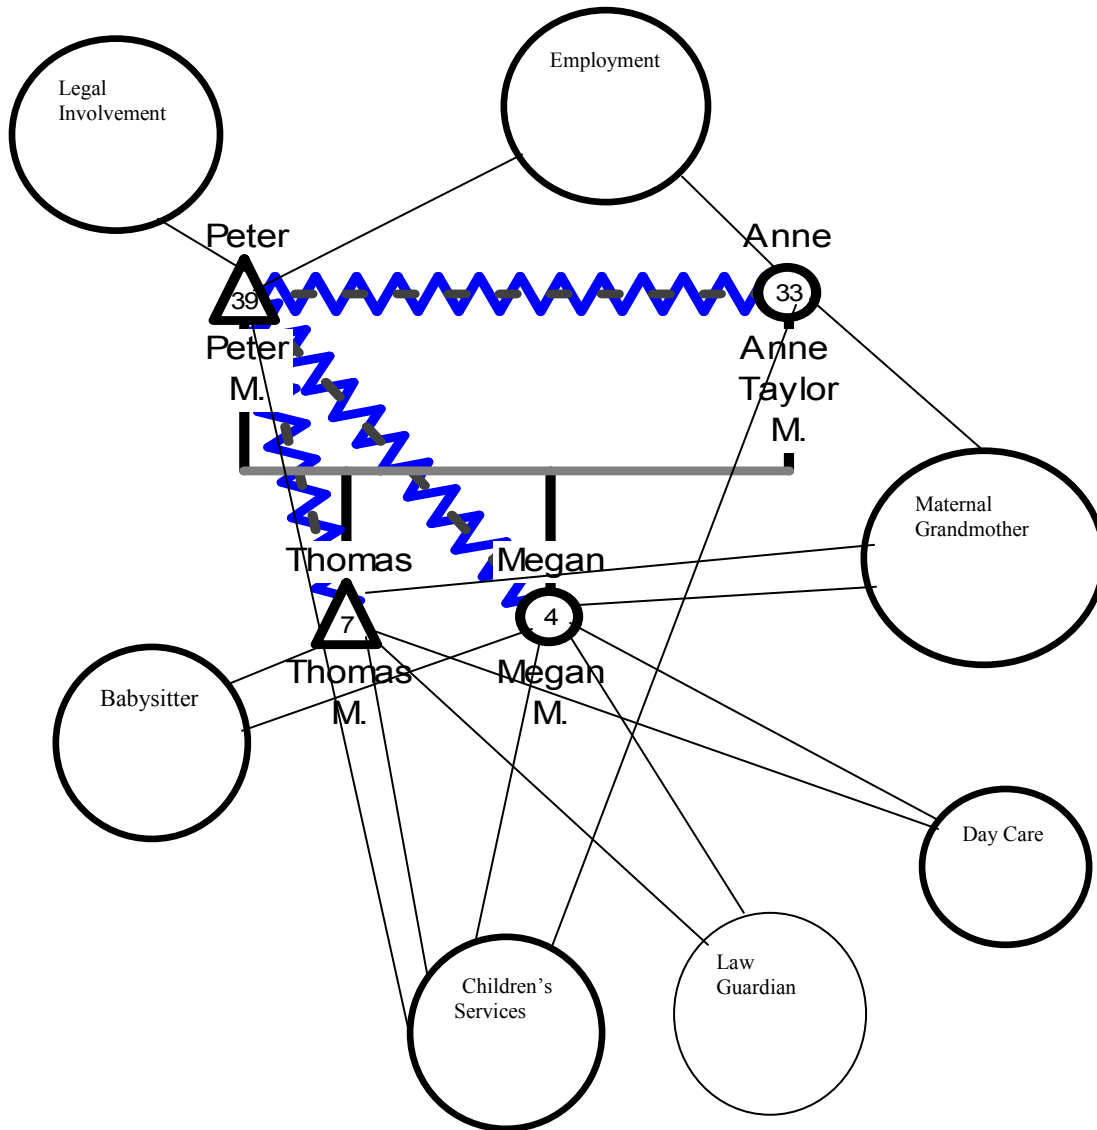 Employment
Legal
Involvement
Peter
Anne
39
33
Peter
M.
Anne
Taylor
M.
Maternal
Grandmother
Thomas
Megan
7
4
Thomas
M.
Megan
M.
Babysitter
Day Care
Law
Guardian
Children’s
Services